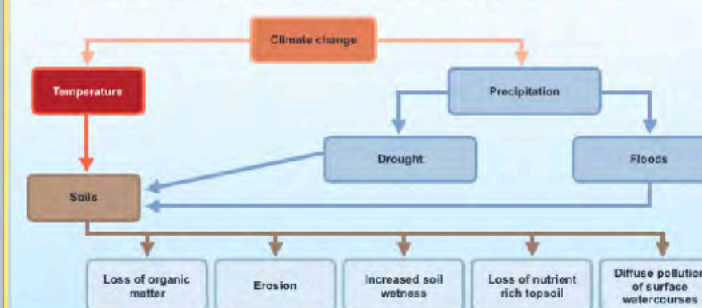 Climate change
Temperature
Precipitation
Drought
Floods
Soils
Loss of organic
matter
Erosion
Increased soil
wetness
Loss of nutrient
rich topsoil
Diffuse pollution
of surface
watercourses